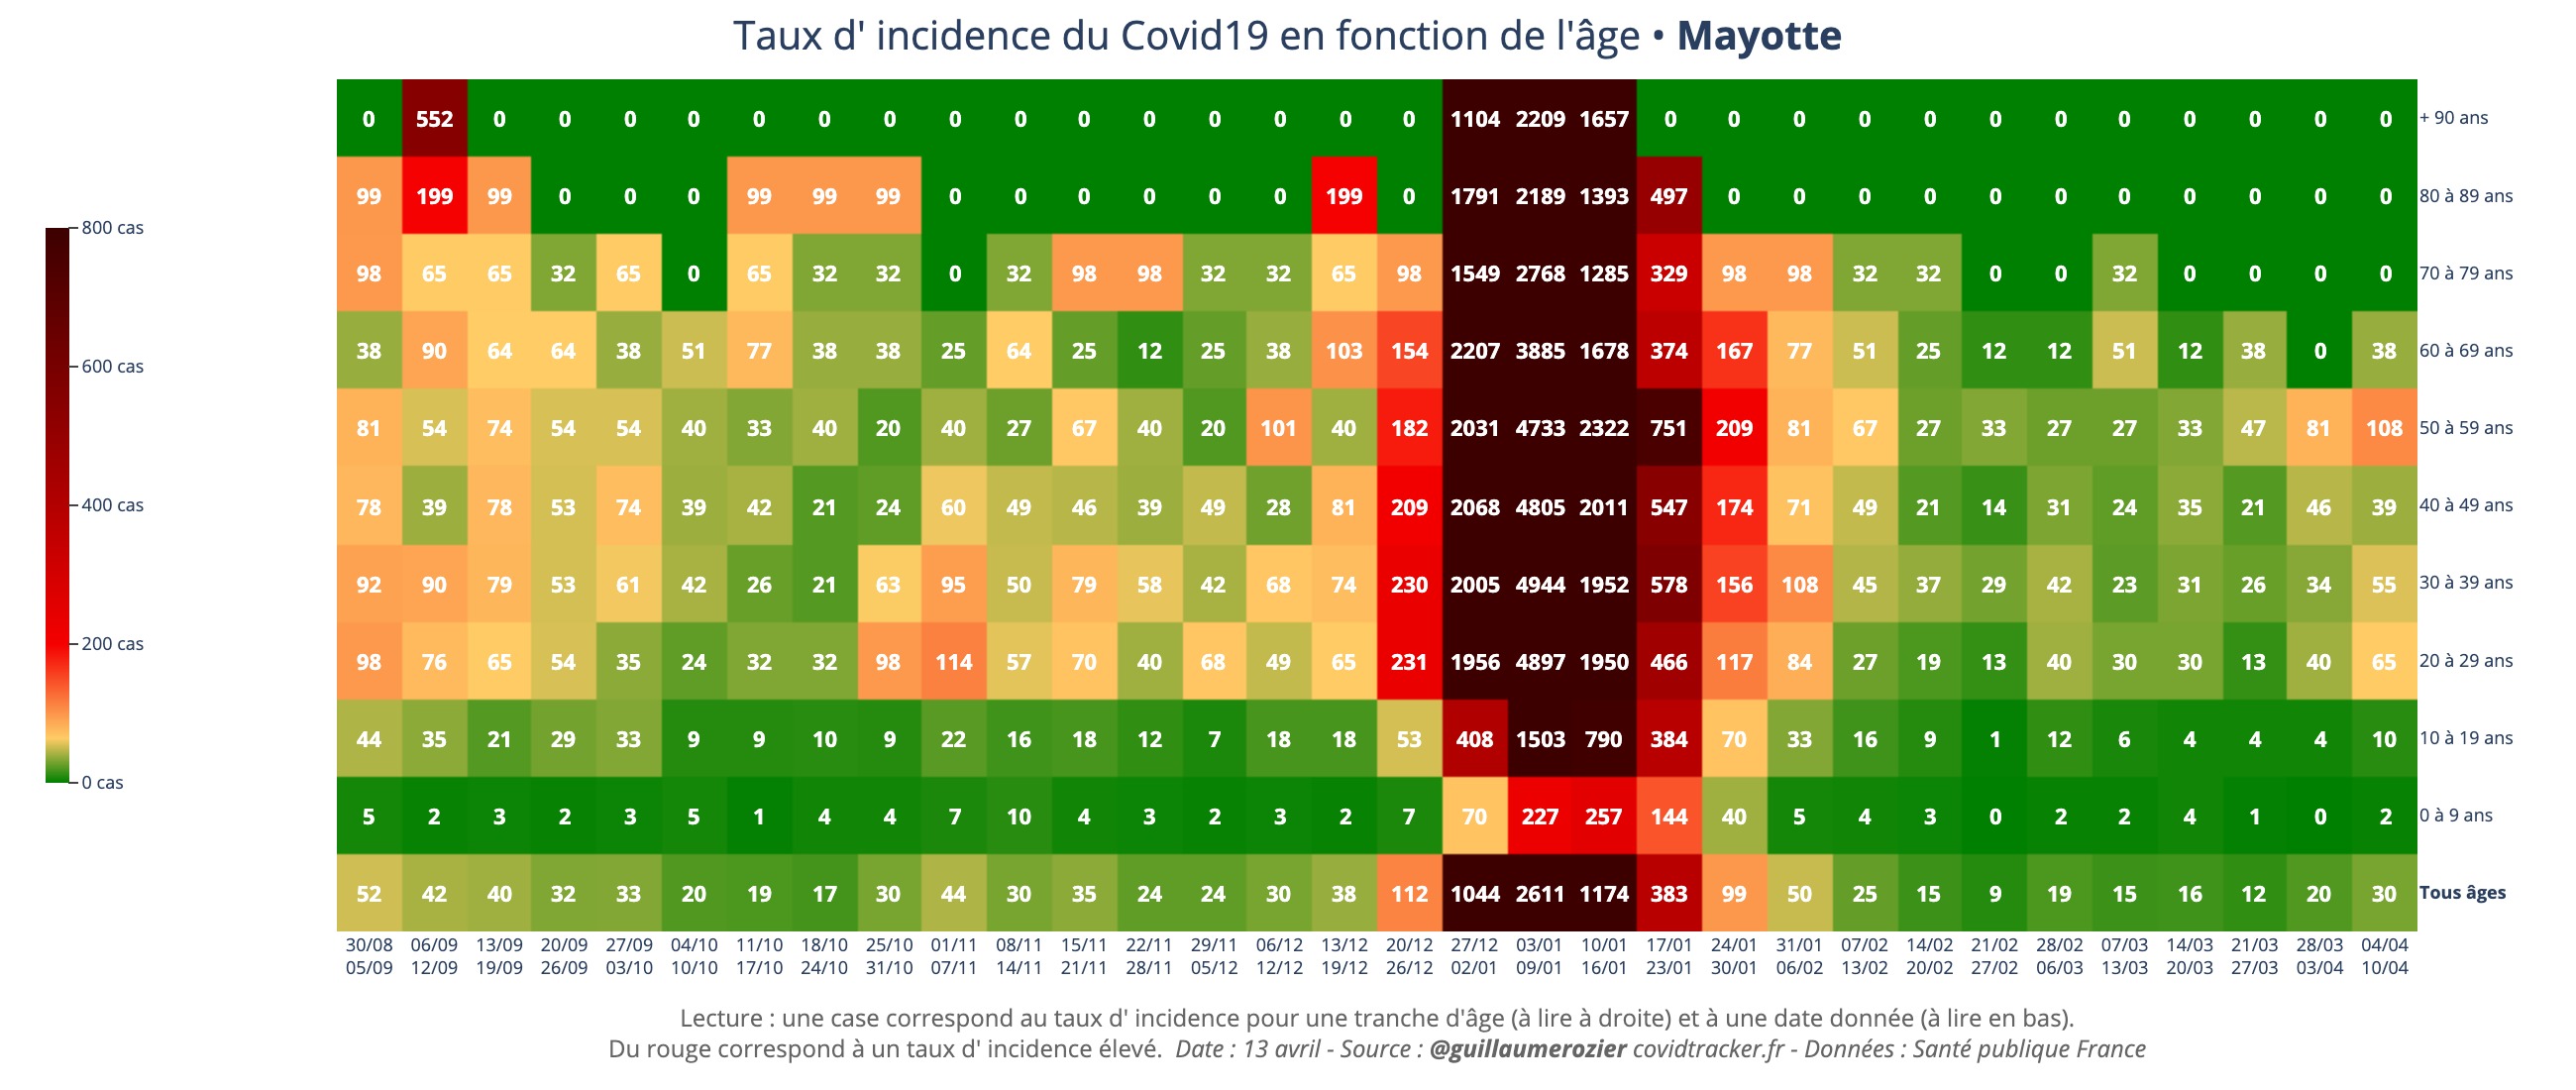 Taux d' incidence du Covid19 en fonction de l'âge • Mayotte
800 cas
600 cas
400 cas
200 cas
0 cas
0 552 0 0 0 0 0 0 0 0 0 0 0 0 0 0 0 1104 2209 1657 0 0 0 0 0 0 0 0 0 0 0 0 + 90 ans
99 199 99 0 0 0 99 99 99 0 0 0 0 0 0 199 0 1791 2189 1393 497 0 0 0 0 0 0 0 0 0 0 0 80 à 89 ans
98 65 65 32 65 0 65 32 32 0 32 98 98 32 32 65 98 1549 2768 1285 329 98 98 32 32 0 0 32 0 0 0 0 70 à 79 ans
38 90 64 64 38 51 77 38 38 25 64 25 12 25 38 103 154 2207 3885 1678 374 167 77 51 25 12 12 51 12 38 0 38 60 à 69 ans
81 54 74 54 54 40 33 40 20 40 27 67 40 20 101 40 182 2031 4733 2322 751 209 81 67 27 33 27 27 33 47 81 108 50 à 59 ans
78 39 78 53 74 39 42 21 24 60 49 46 39 49 28 81 209 2068 4805 2011 547 174 71 49 21 14 31 24 35 21 46 39 40 à 49 ans
92 90 79 53 61 42 26 21 63 95 50 79 58 42 68 74 230 2005 4944 1952 578 156 108 45 37 29 42 23 31 26 34 55 30 à 39 ans
98 76 65 54 35 24 32 32 98 114 57 70 40 68 49 65 231 1956 4897 1950 466 117 84 27 19 13 40 30 30 13 40 65 20 à 29 ans
44 35 21 29 33 9 9 10 9 22 16 18 12 7 18 18 53 408 1503 790 384 70 33 16 9 1 12 6 4 4 4 10 10 à 19 ans
5 2 3 2 3 5 1 4 4 7 10 4 3 2 3 2 7 70 227 257 144 40 5 4 3 0 2 2 4 1 0 2 0 à 9 ans
52 42 40 32 33 20 19 17 30 44 30 35 24 24 30 38 112 1044 2611 1174 383 99 50 25 15 9 19 15 16 12 20 30 Tous âges
30/08 06/09 13/09 20/09 27/09 04/10 11/10 18/10 25/10 01/11 08/11 15/11 22/11 29/11 06/12 13/12 20/12 27/12 03/01 10/01 17/01 24/01 31/01 07/02 14/02 21/02 28/02 07/03 14/03 21/03 28/03 04/04
05/09 12/09 19/09 26/09 03/10 10/10 17/10 24/10 31/10 07/11 14/11 21/11 28/11 05/12 12/12 19/12 26/12 02/01 09/01 16/01 23/01 30/01 06/02 13/02 20/02 27/02 06/03 13/03 20/03 27/03 03/04 10/04
Lecture : une case correspond au taux d' incidence pour une tranche d'âge (à lire à droite) et à une date donnée (à lire en bas).
Du rouge correspond à un taux d' incidence élevé. Date : 13 avril - Source : @guillaumerozier covidtracker.fr - Données : Santé publique France